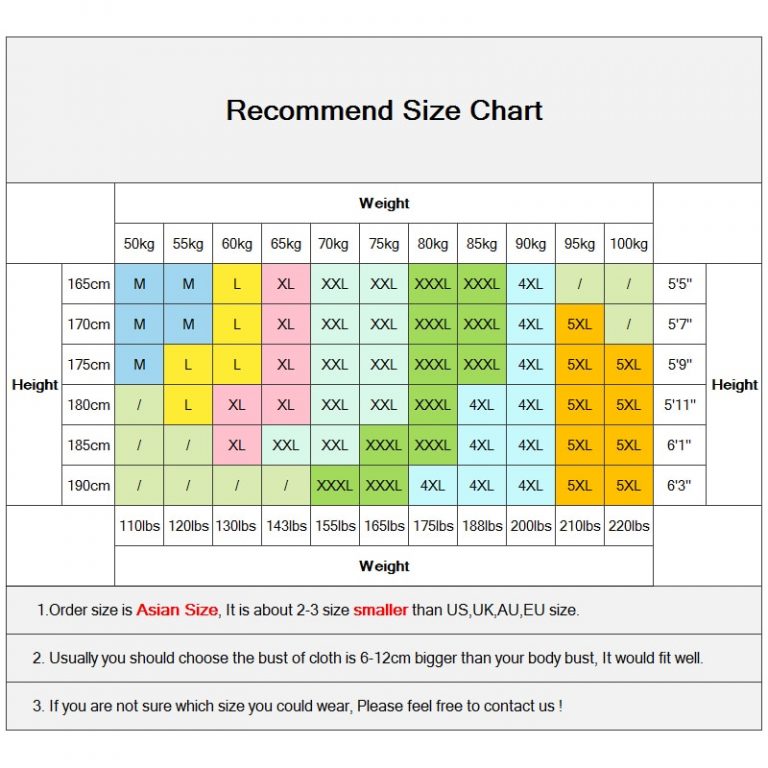 Recommend Size Chart
Weight
50kg 55kg 60kg 65kg 70kg 75kg 80kg 85kg 90kg 95kg 100kg
165cm M M L XL XXL XXL XXXL XXXL 4XL / / 5'5"
170cm M M L XL XXL XXL XXXL XXXL 4XL 5XL / 5'7"
175cm M L L XL XXL XXL XXXL XXXL 4XL 5XL 5XL 5'9"
Height Height
180cm / L XL XL XXL XXL XXXL 4XL 4XL 5XL 5XL 5'11"
185cm / / XL XXL XXL XXXL XXXL 4XL 4XL 5XL 5XL 6'1"
190cm / / / / XXXL XXXL 4XL 4XL 4XL 5XL 5XL 6'3"
110lbs 120lbs 130lbs 143lbs 155lbs 165lbs 175lbs 188lbs 200lbs 210lbs 220lbs
Weight
1.Order size is Asian Size, It is about 2-3 size smaller than US,UK,AU,EU size.
2. Usually you should choose the bust of cloth is 6-12cm bigger than your body bust, It would fit well.
3. If you are not sure which size you could wear, Please feel free to contact us !